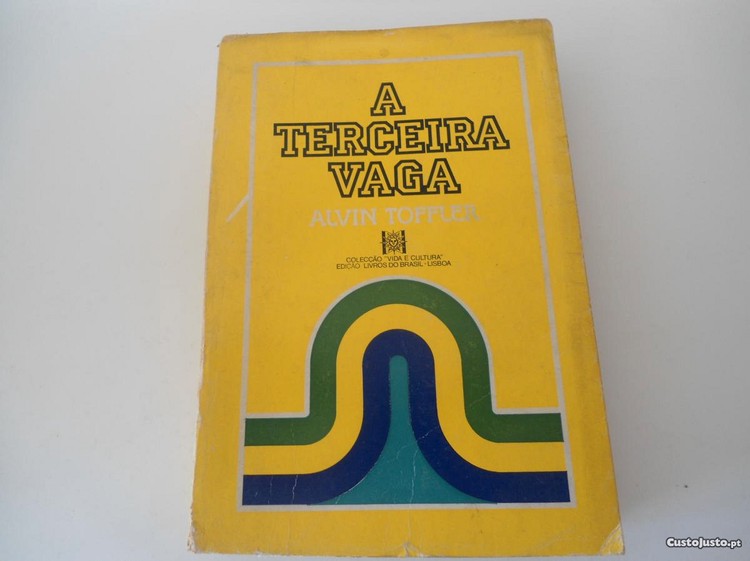 A
TERCEIRA
VAGA
ALVIN TOFFLER
COLECÇÃO "VIDA E CULTURA"
EDIÇÃO LIVROS DO BRASIL-LISBOA
CustoJusto.pt